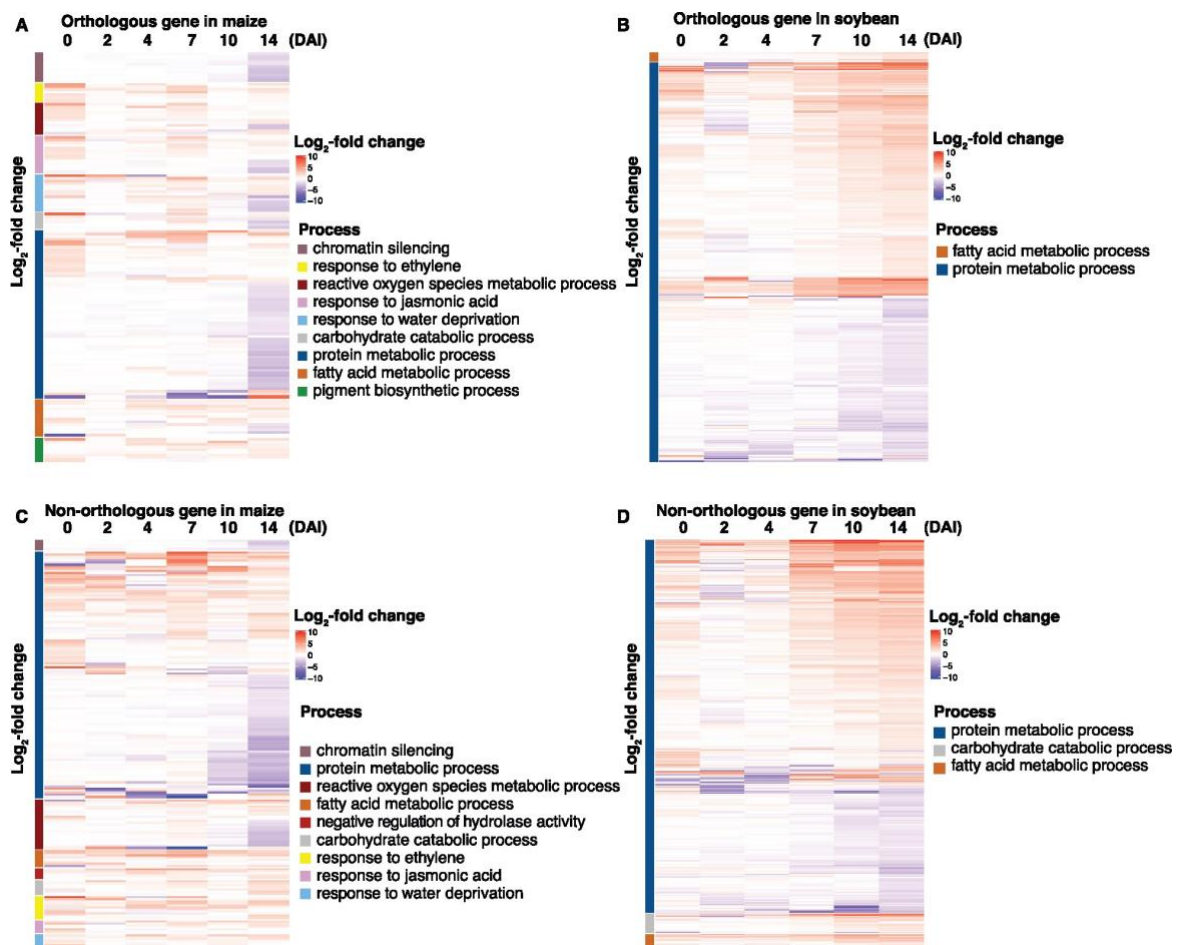 A
Orthologous gene in maize
0 2 4 7 10 14 (DAI)
Log2-fold change
Log2-fold change
10
5
0
-5
-10
Process
chromatin silencing
response to ethylene
reactive oxygen species metabolic process
response to jasmonic acid
response to water deprivation
carbohydrate catabolic process
protein metabolic process
fatty acid metabolic process
pigment biosynthetic process
B
Orthologous gene in soybean
0 2 4 7 10 14 (DAI)
Log2-fold change
Log2-fold change
10
5
0
-5
-10
Process
fatty acid metabolic process
protein metabolic process
C
Non-orthologous gene in maize
0 2 4 7 10 14 (DAI)
Log2-fold change
Log2-fold change
10
5
0
-5
-10
Process
chromatin silencing
protein metabolic process
reactive oxygen species metabolic process
fatty acid metabolic process
negative regulation of hydrolase activity
carbohydrate catabolic process
response to ethylene
response to jasmonic acid
response to water deprivation
D
Non-orthologous gene in soybean
0 2 4 7 10 14 (DAI)
Log2-fold change
Log2-fold change
10
5
0
-5
-10
Process
protein metabolic process
carbohydrate catabolic process
fatty acid metabolic process